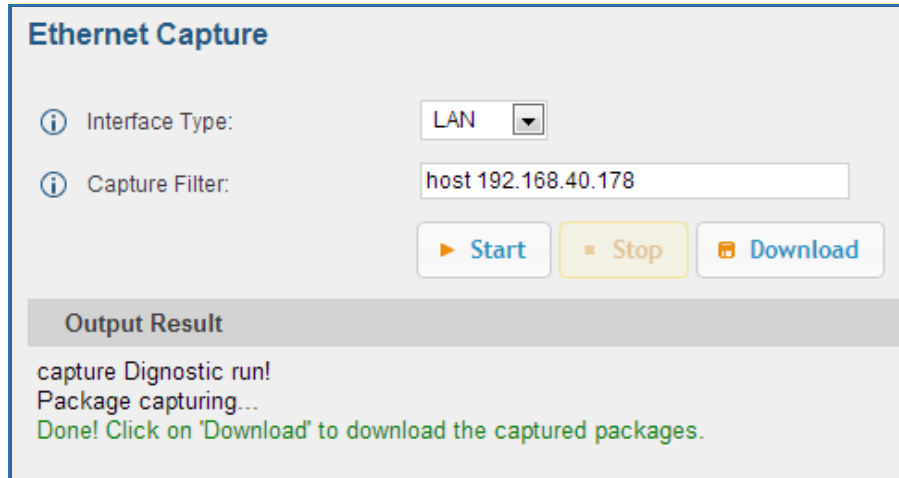 Ethernet Capture
Interface Type: LAN
Capture Filter: host 192.168.40.178
Start Stop Download
Output Result
capture Dignostic run!
Package capturing...
Done! Click on 'Download' to download the captured packages.